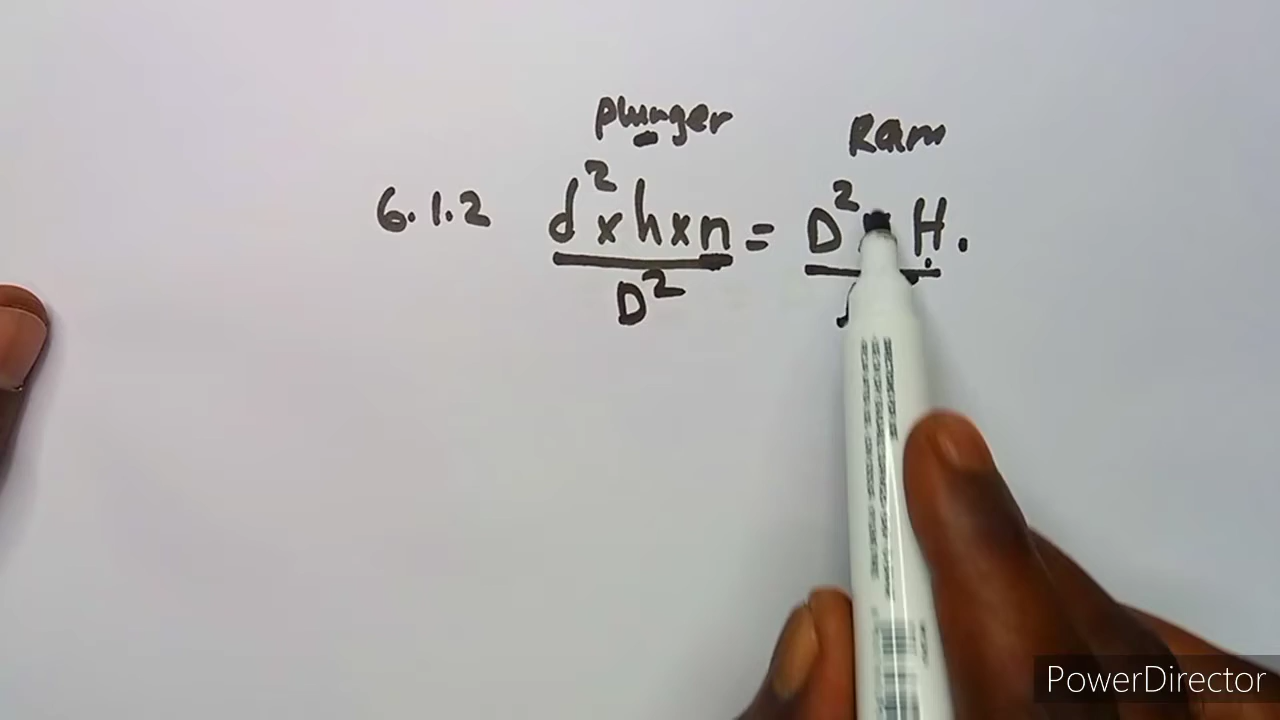 plunger Ram
6.1.2 d² x h x n = D² H.
D²
PowerDirector